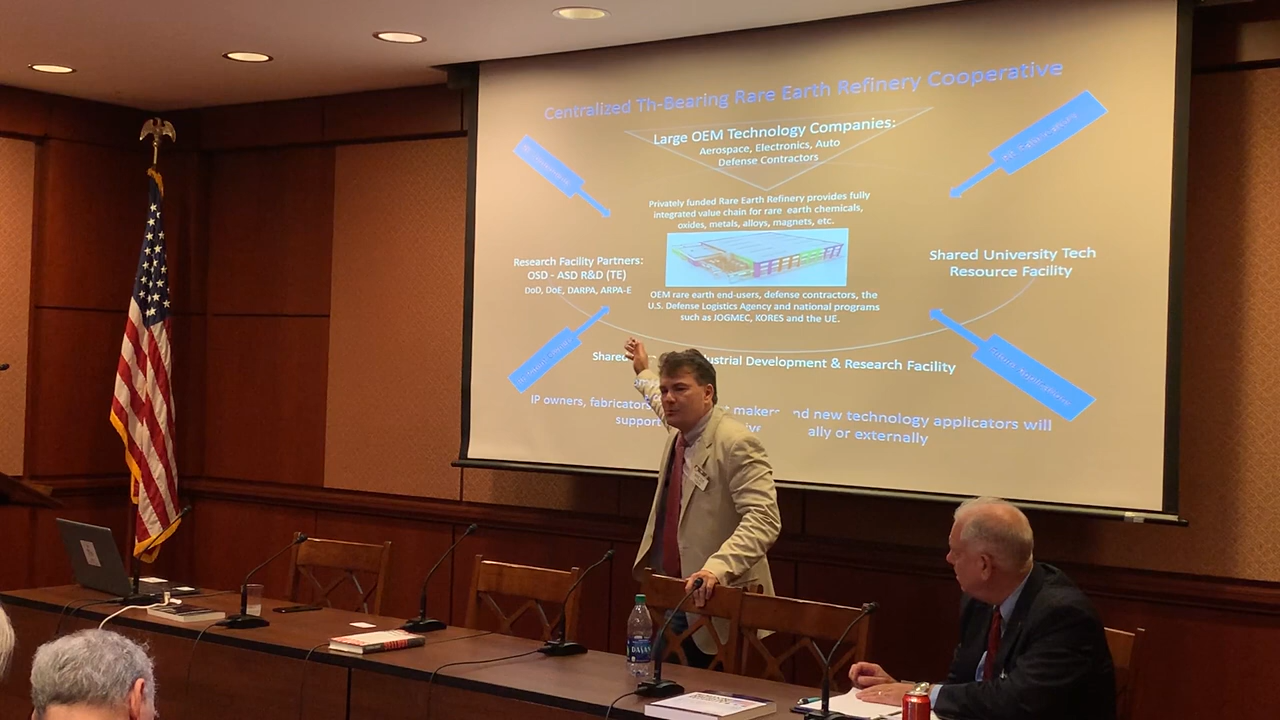 Centralized Th-Bearing Rare Earth Refinery Cooperative
Large OEM Technology Companies:
Aerospace, Electronics, Auto
Defense Contractors
Privately funded Rare Earth Refinery provides fully
integrated value chain for rare earth chemicals,
oxides, metals, alloys, magnets, etc.
Research Facility Partners:
OSD - ASD R&D (TE)
DoD, DoE, DARPA, ARPA-E
Shared University Tech
Resource Facility
OEM rare earth end-users, defense contractors, the
U.S. Defense Logistics Agency and national programs
such as JOGMEC, KORES and the UE.
Development & Research Facility
IP owners, makers new technology applicators will
support ally or externally
DASANI